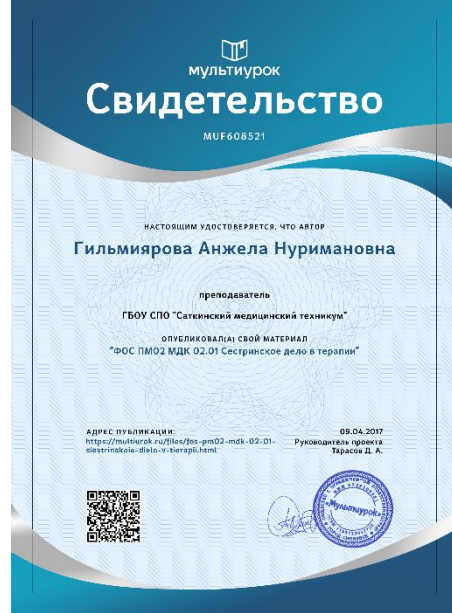 мультиурок
Свидетельство
MUF608521
НАСТОЯЩИМ УДОСТОВЕРЯЕТСЯ, ЧТО АВТОР
Гильмиярова Анжела Нуримановна
преподаватель
ГБОУ СПО "Саткинский медицинский техникум"
ОПУБЛИКОВАЛ(А) СВОЙ МАТЕРИАЛ
"ФОС ПМ02 МДК 02.01 Сестринское дело в терапии"
АДРЕС ПУБЛИКАЦИИ:
https://multiurok.ru/files/fos-pm02-mdk-02-01-
siestrinskoie-dielo-v-tierapii.html
09.04.2017
Руководитель проекта
Тарасов Д. А.
«Мультиурок»